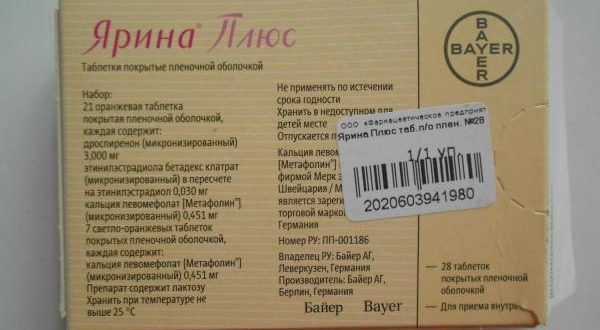 Ярина® Плюс
Таблетки покрытые пленочной оболочкой
BAYER
BAYER
Набор:
21 оранжевая таблетка
покрытая пленочной оболочкой,
каждая содержит:
дроспиренон (микронизированный)
3,000 мг
этинилэстрадиола бетадекс клатрат
(микронизированный) в пересчете
на этинилэстрадиол 0,030 мг
кальция левомефолат [Метафолин®]
(микронизированный) 0,451 мг
7 светло-оранжевых таблеток
покрытых пленочной оболочкой,
каждая содержит:
кальция левомефолат [Метафолин®]
(микронизированный) 0,451 мг
Препарат содержит лактозу
Хранить при температуре не
выше 25 °C
Не применять по истечении
срока годности
Хранить в недоступном для
детей месте
Отпускается
Кальция
[Метафолин®]
фирмой Мерк
Швейцария /
является
торговой
Германия
Номер РУ: ЛП-001186
Владелец РУ: Байер АГ,
Леверкузен, Германия
Производитель: Байер АГ,
Берлин, Германия
Байер Bayer
ООО «Фармацевтическое
Ярина Плюс таб.п/о плен. №28
1/1 УП.
2020603941980
— 28 таблеток
покрытых пленочной
оболочкой
— Для приема внутрь